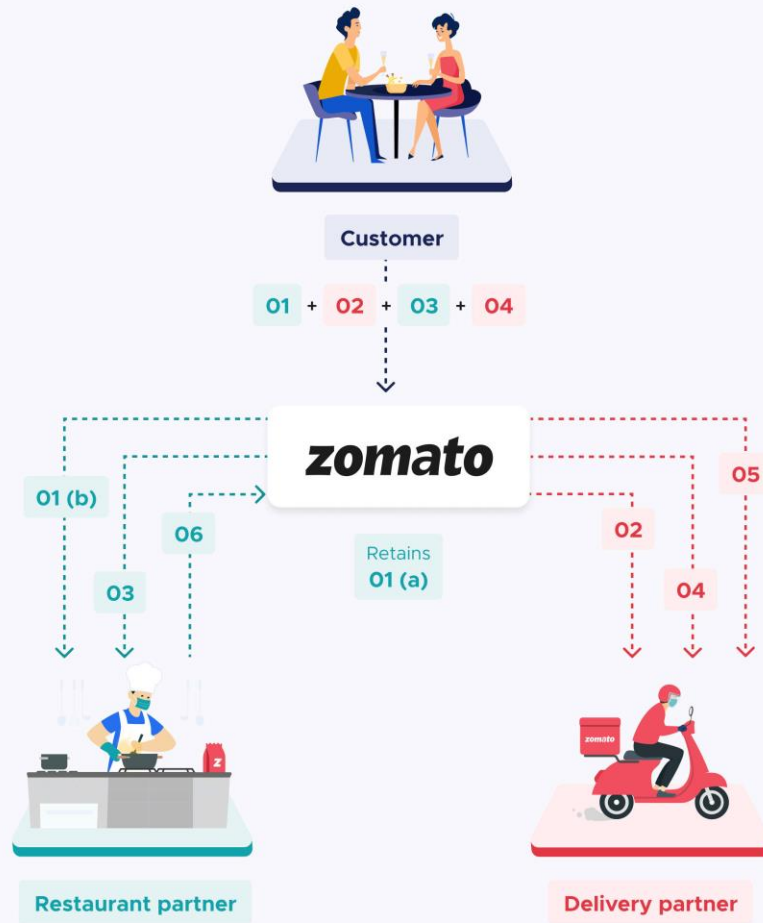 Customer
01 + 02 + 03 + 04
zomato
01 (b)
03
06
Retains
01 (a)
02
04
05
z
zomato
Restaurant partner
Delivery partner